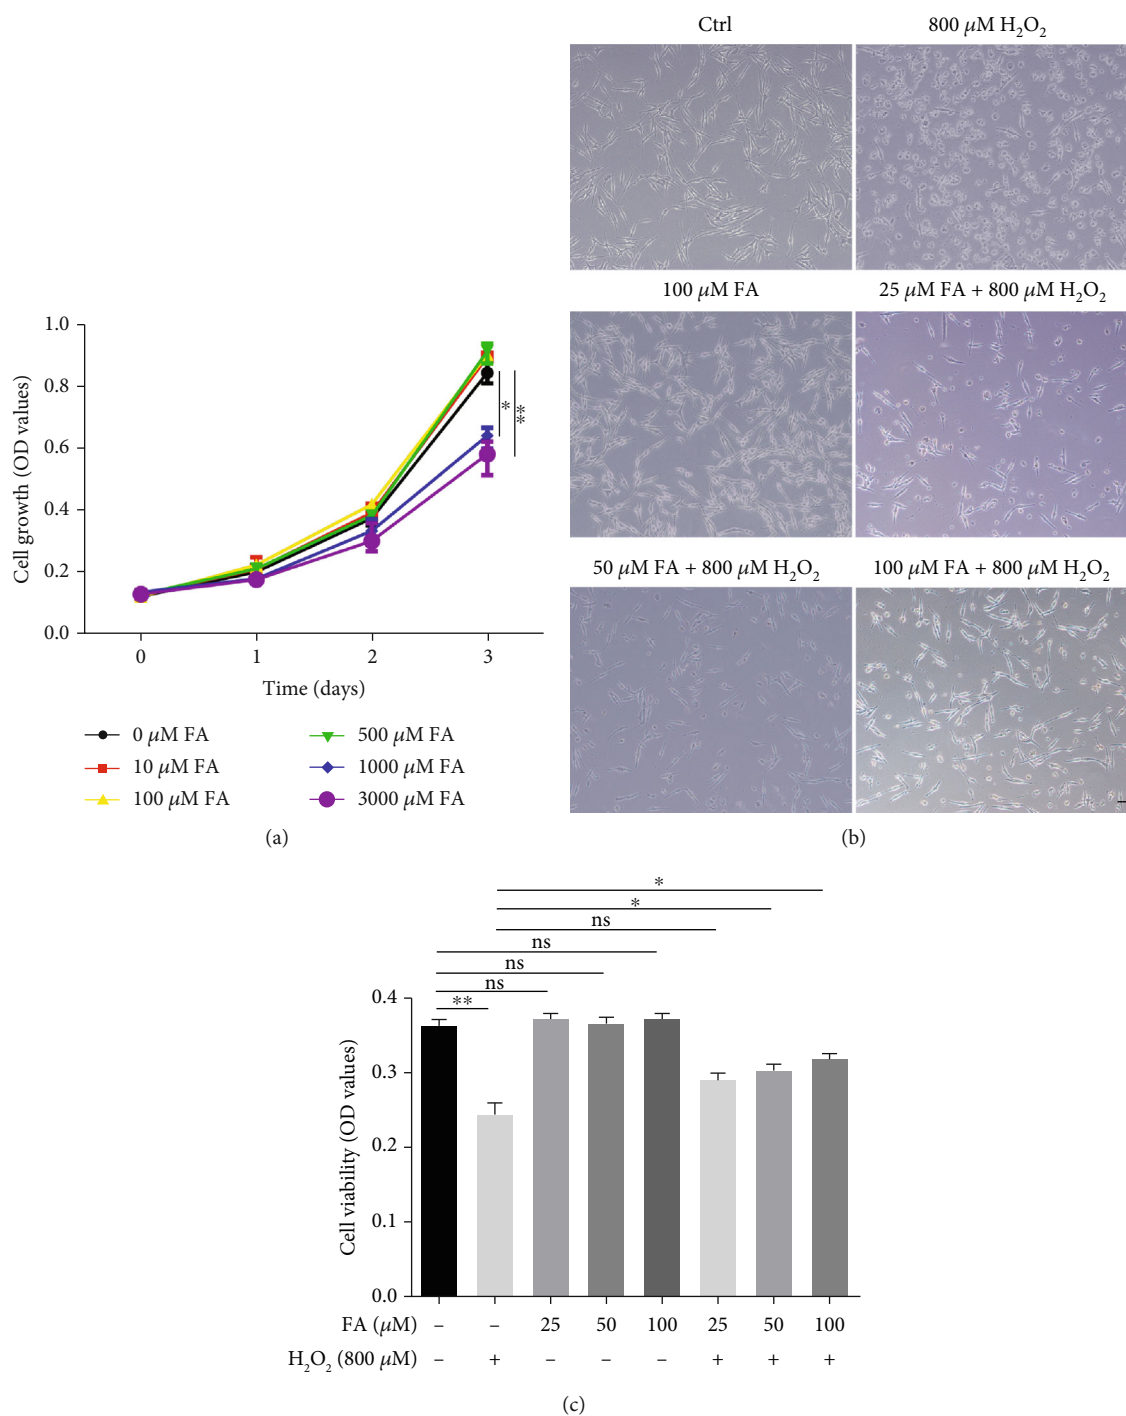 Ctrl
800 μM H₂O₂
100 μM FA
25 μM FA + 800 μM H₂O₂
50 μM FA + 800 μM H₂O₂
100 μM FA + 800 μM H₂O₂
(b)
Cell growth (OD values)
1.0
0.8
0.6
0.4
0.2
0.0
*
**
0 1 2 3
Time (days)
0 μM FA
10 μM FA
100 μM FA
500 μM FA
1000 μM FA
3000 μM FA
(a)
*
*
ns
ns
ns
ns
**
Cell viability (OD values)
0.4
0.3
0.2
0.1
0.0
FA (μM) – – 25 50 100 25 50 100
H₂O₂ (800 μM) – + – – – + + +
(c)